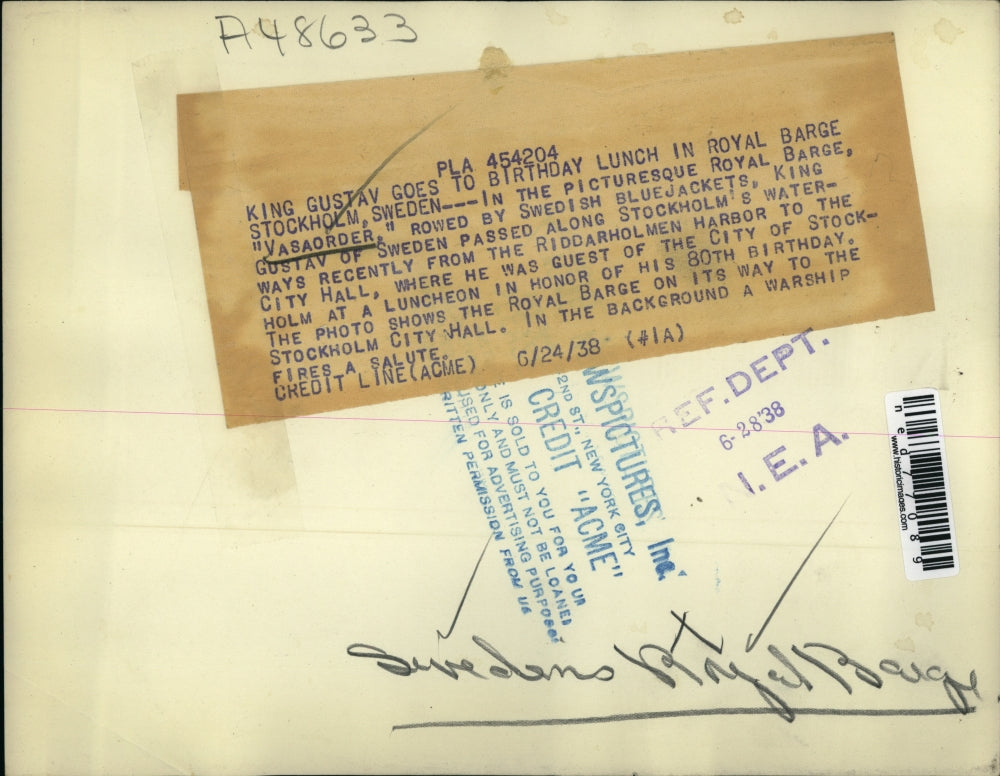 A48633
PLA 454204
KING GUSTAV GOES TO BIRTHDAY LUNCH IN ROYAL BARGE
STOCKHOLM, SWEDEN---IN THE PICTURESQUE ROYAL BARGE,
"VASAORDER," ROWED BY SWEDISH BLUEJACKETS, KING
GUSTAV OF SWEDEN PASSED ALONG STOCKHOLM'S WATER-
WAYS RECENTLY FROM THE RIDDARHOLMEN HARBOR TO THE
CITY HALL, WHERE HE WAS GUEST OF THE CITY OF STOCK-
HOLM AT A LUNCHEON IN HONOR OF HIS 80TH BIRTHDAY.
THE PHOTO SHOWS THE ROYAL BARGE ON ITS WAY TO THE
STOCKHOLM CITY HALL. IN THE BACKGROUND A WARSHIP
FIRES A SALUTE.
CREDIT LINE(ACME) 6/24/38 (#1A)
WSPICTURES, Inc.
2ND ST., NEW YORK CITY
CREDIT "ACME"
IS SOLD TO YOU FOR YOUR
ONLY AND MUST NOT BE LOANED
USED FOR ADVERTISING PURPOSES
RITTEN PERMISSION FROM US
REF. DEPT.
6-28'38
N.E.A.
ned77089
www.historicimages.com
Swedens Royal Barge